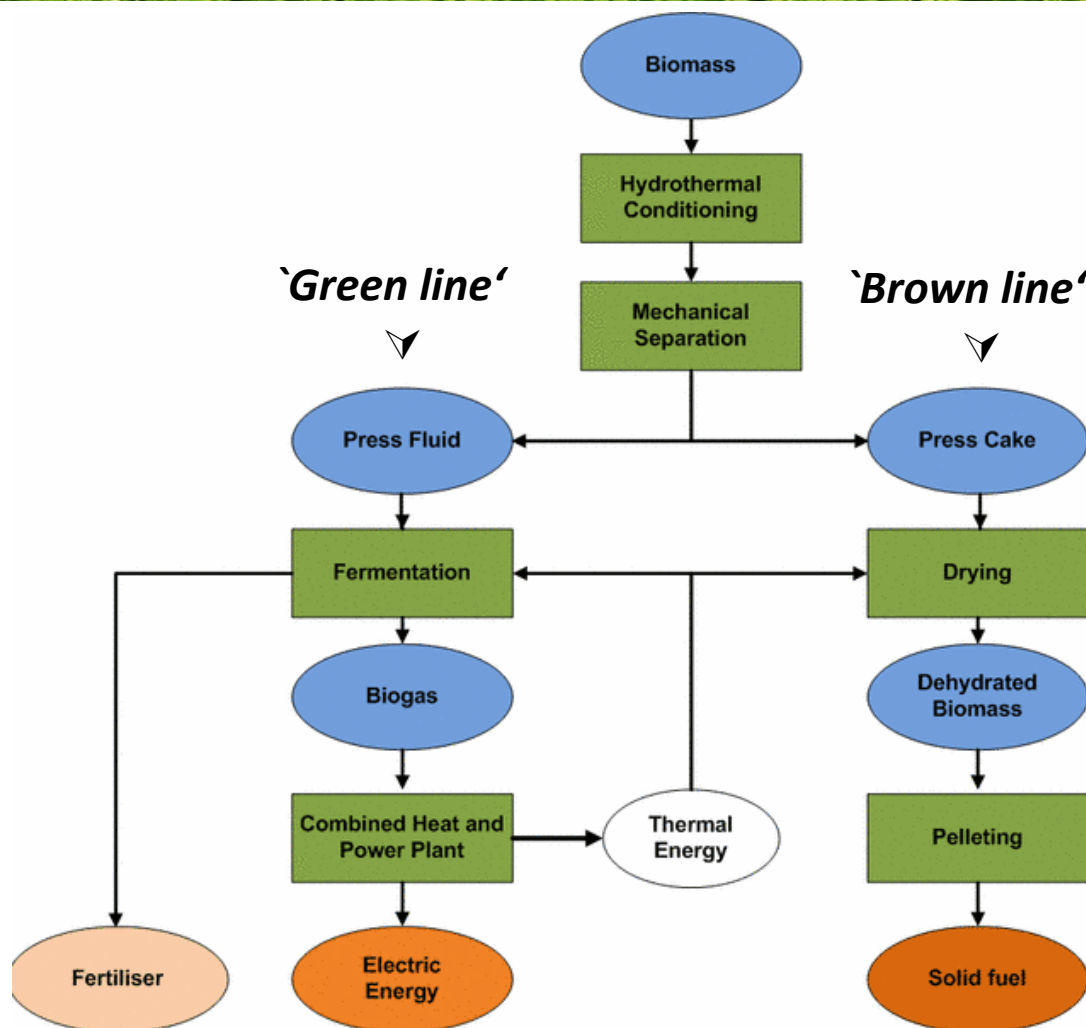 Biomass
Hydrothermal
Conditioning
`Green line‘
`Brown line‘
Mechanical
Separation
Press Fluid
Press Cake
Fermentation
Drying
Biogas
Dehydrated
Biomass
Combined Heat and
Power Plant
Thermal
Energy
Pelleting
Fertiliser
Electric
Energy
Solid fuel